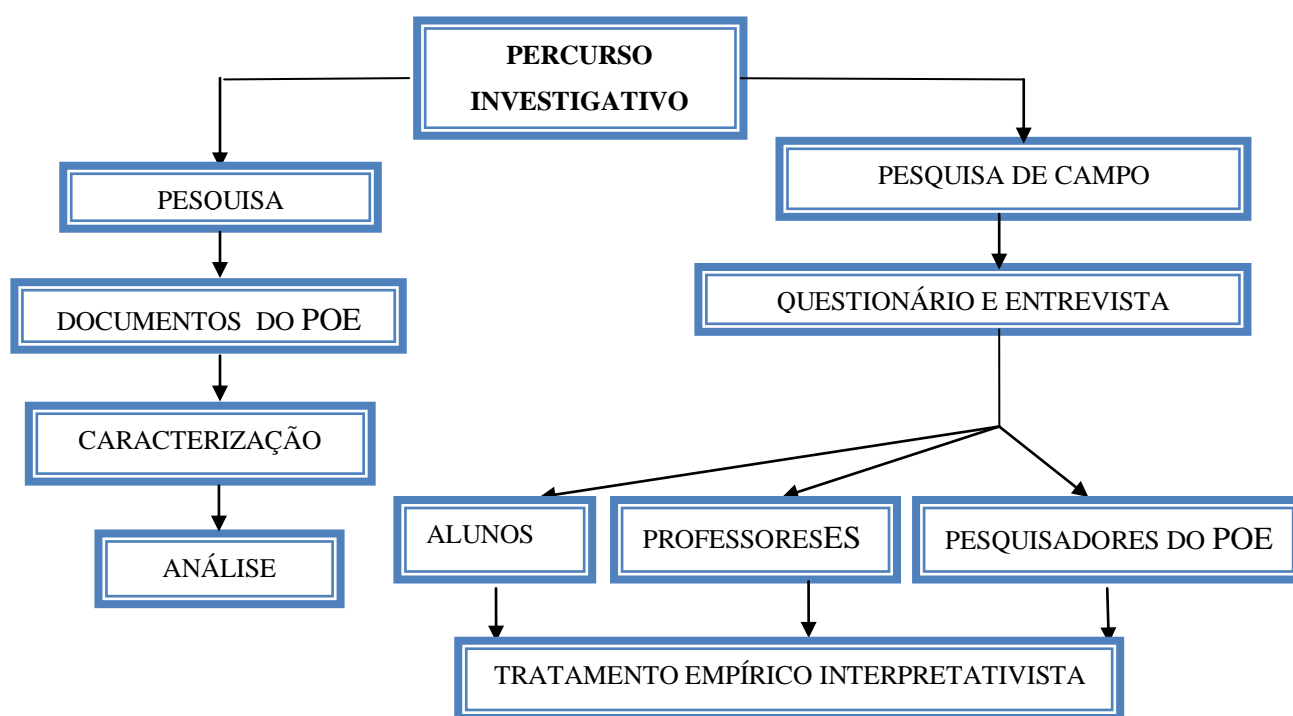 PERCURSO
INVESTIGATIVO
PESQUISA
PESQUISA DE CAMPO
DOCUMENTOS DO POE
QUESTIONÁRIO E ENTREVISTA
CARACTERIZAÇÃO
ANÁLISE
ALUNOS
PROFESSORESES
PESQUISADORES DO POE
TRATAMENTO EMPÍRICO INTERPRETATIVISTA